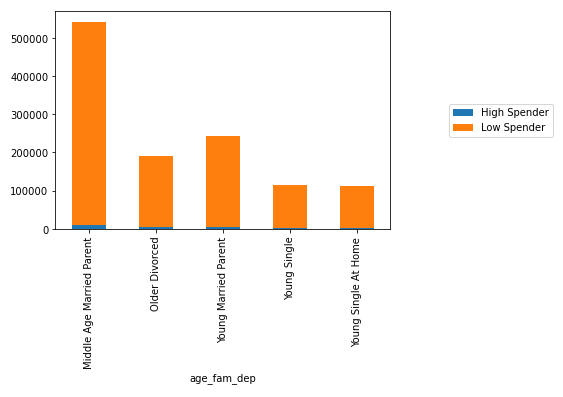 500000
400000
300000
200000
100000
0
High Spender
Low Spender
Middle Age Married Parent
Older Divorced
Young Married Parent
Young Single
Young Single At Home
age_fam_dep